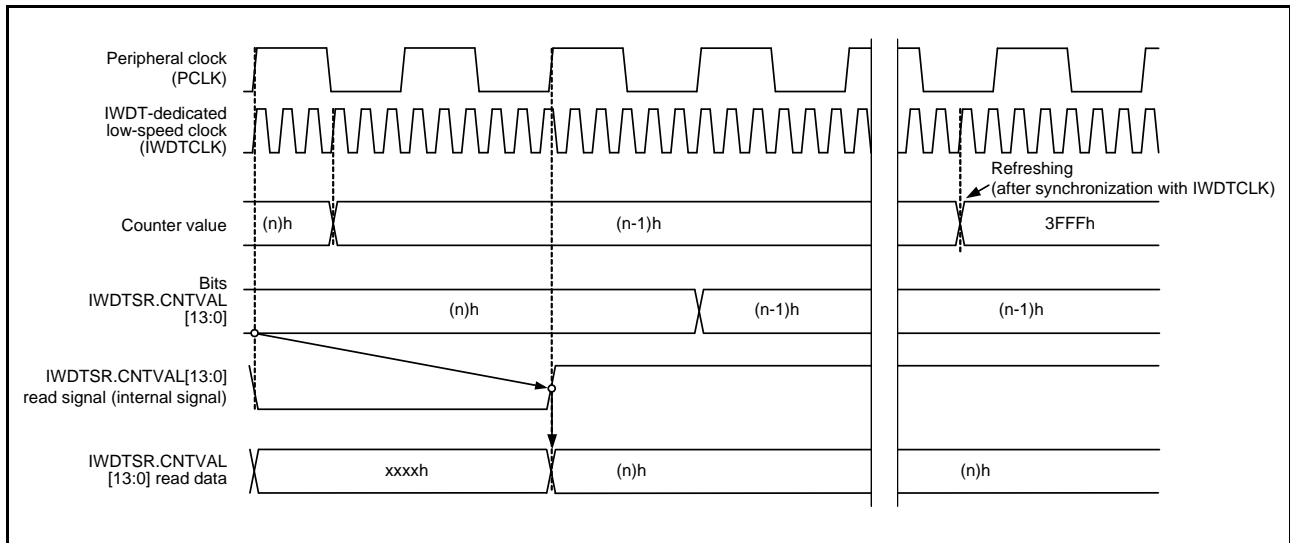 Peripheral clock
(PCLK)
IWDT-dedicated
low-speed clock
(IWDTCLK)
Refreshing
(after synchronization with IWDTCLK)
Counter value
(n)h
(n-1)h
3FFFh
Bits
IWDTSR.CNTVAL
[13:0]
(n)h
(n-1)h
(n-1)h
IWDTSR.CNTVAL[13:0]
read signal (internal signal)
IWDTSR.CNTVAL
[13:0] read data
xxxxh
(n)h
(n)h